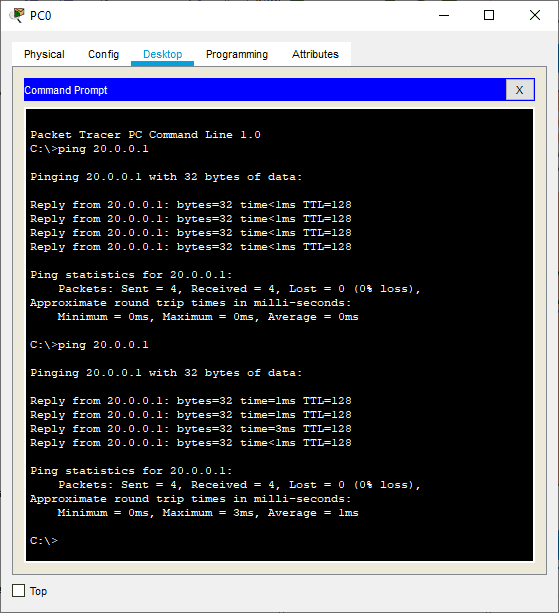 PC0
Physical Config Desktop Programming Attributes
Command Prompt X
Packet Tracer PC Command Line 1.0
C:\>ping 20.0.0.1
Pinging 20.0.0.1 with 32 bytes of data:
Reply from 20.0.0.1: bytes=32 time<1ms TTL=128
Reply from 20.0.0.1: bytes=32 time<1ms TTL=128
Reply from 20.0.0.1: bytes=32 time<1ms TTL=128
Reply from 20.0.0.1: bytes=32 time<1ms TTL=128
Ping statistics for 20.0.0.1:
Packets: Sent = 4, Received = 4, Lost = 0 (0% loss),
Approximate round trip times in milli-seconds:
Minimum = 0ms, Maximum = 0ms, Average = 0ms
C:\>ping 20.0.0.1
Pinging 20.0.0.1 with 32 bytes of data:
Reply from 20.0.0.1: bytes=32 time=1ms TTL=128
Reply from 20.0.0.1: bytes=32 time=1ms TTL=128
Reply from 20.0.0.1: bytes=32 time=3ms TTL=128
Reply from 20.0.0.1: bytes=32 time<1ms TTL=128
Ping statistics for 20.0.0.1:
Packets: Sent = 4, Received = 4, Lost = 0 (0% loss),
Approximate round trip times in milli-seconds:
Minimum = 0ms, Maximum = 3ms, Average = 1ms
C:\>
Top